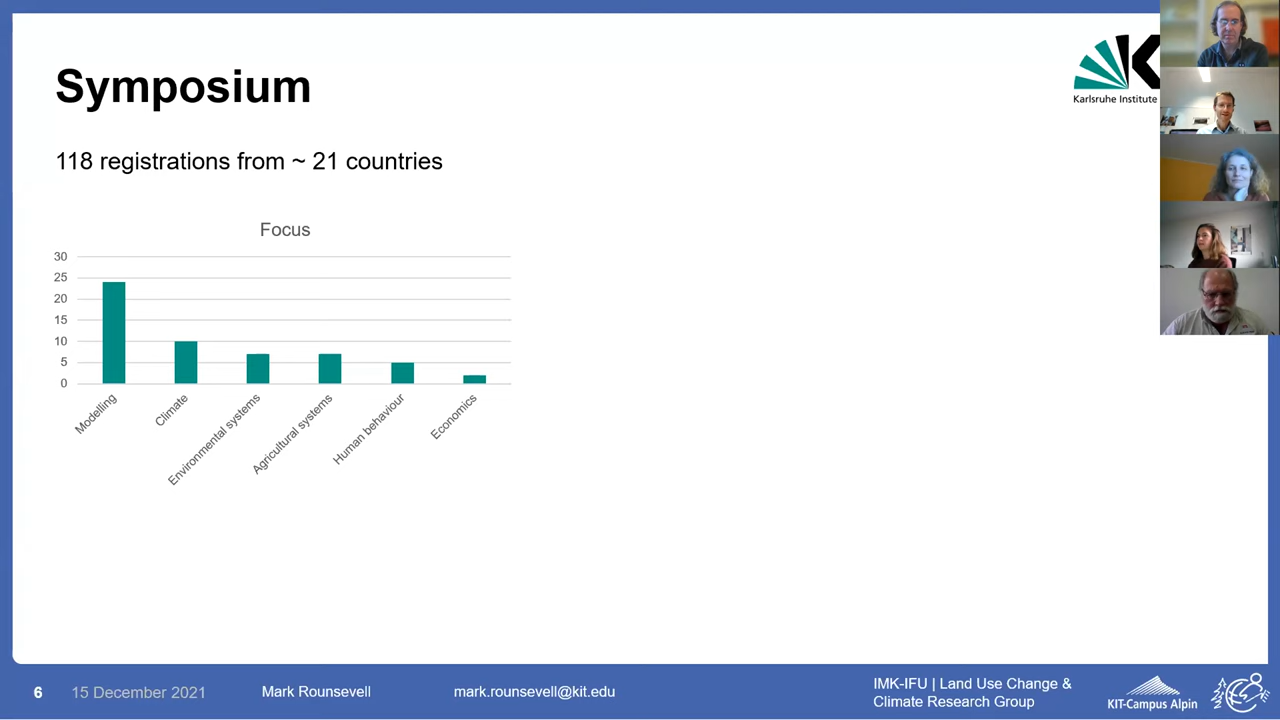 Symposium
Karlsruhe Institute
118 registrations from ~ 21 countries
Focus
30
25
20
15
10
5
0
Modelling
Climate
Environmental systems
Agricultural systems
Human behaviour
Economics
6
15 December 2021
Mark Rounsevell
mark.rounsevell@kit.edu
IMK-IFU | Land Use Change &
Climate Research Group
KIT-Campus Alpin